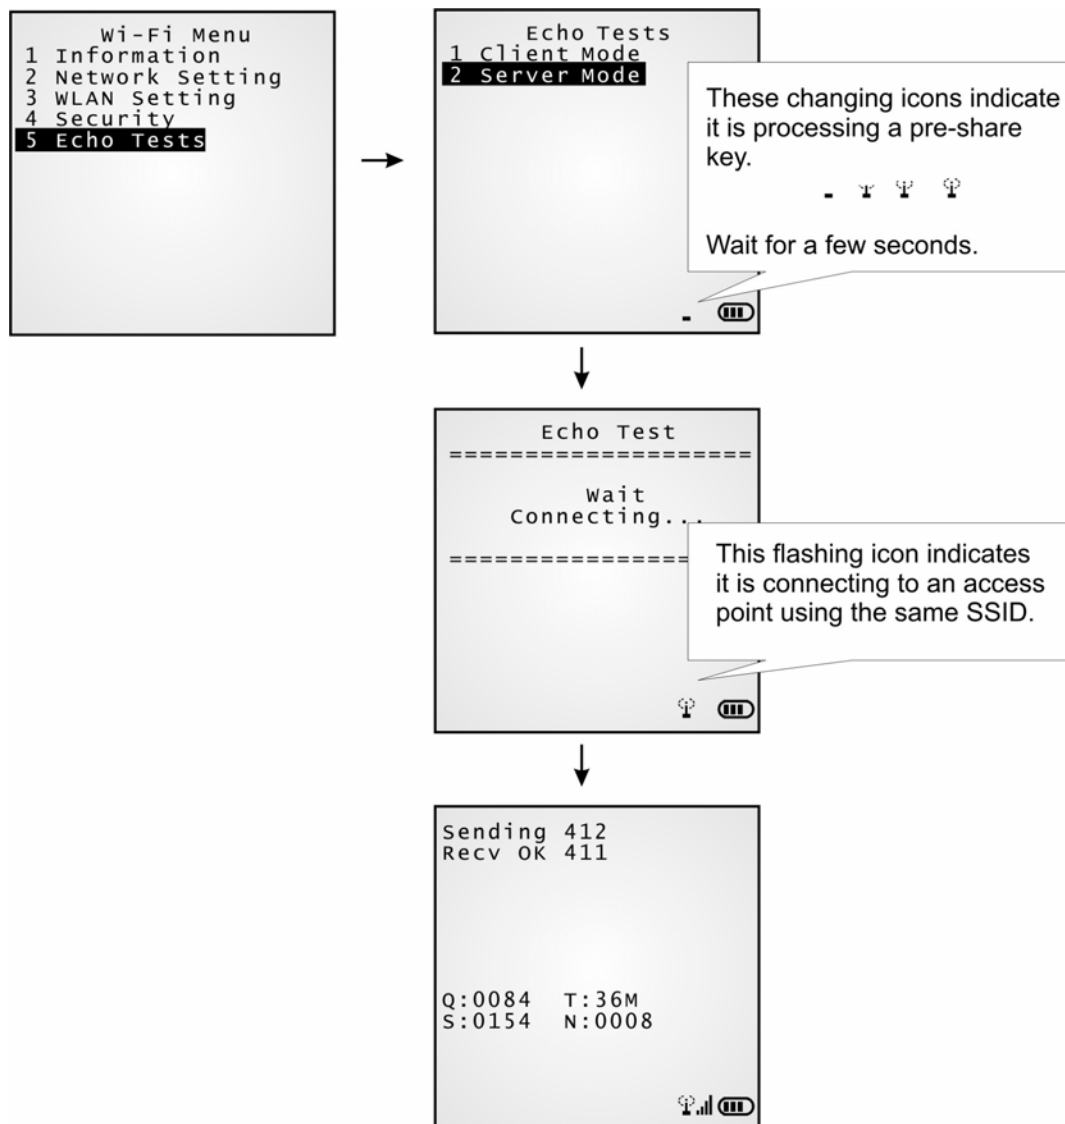 Wi-Fi Menu
1 Information
2 Network Setting
3 WLAN Setting
4 Security
5 Echo Tests
Echo Tests
1 Client Mode
2 Server Mode
These changing icons indicate
it is processing a pre-share
key.
Wait for a few seconds.
Echo Test
====================
Wait
Connecting...
================
This flashing icon indicates
it is connecting to an access
point using the same SSID.
Sending 412
Recv OK 411
Q:0084 T:36M
S:0154 N:0008